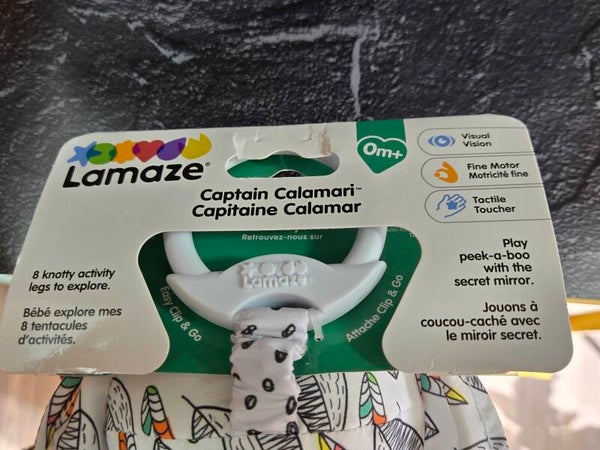 Lamaze®
Captain Calamari™
Capitaine Calamar
0m+
Visual
Vision
Fine Motor
Motricité fine
Tactile
Toucher
Retrouvez-nous sur
Lamaze
Easy Clip & Go
Attache Clip & Go
8 knotty activity
legs to explore.
Bébé explore mes
8 tentacules
d'activités.
Play
peek-a-boo
with the
secret mirror.
Jouons à
coucou-caché avec
le miroir secret.